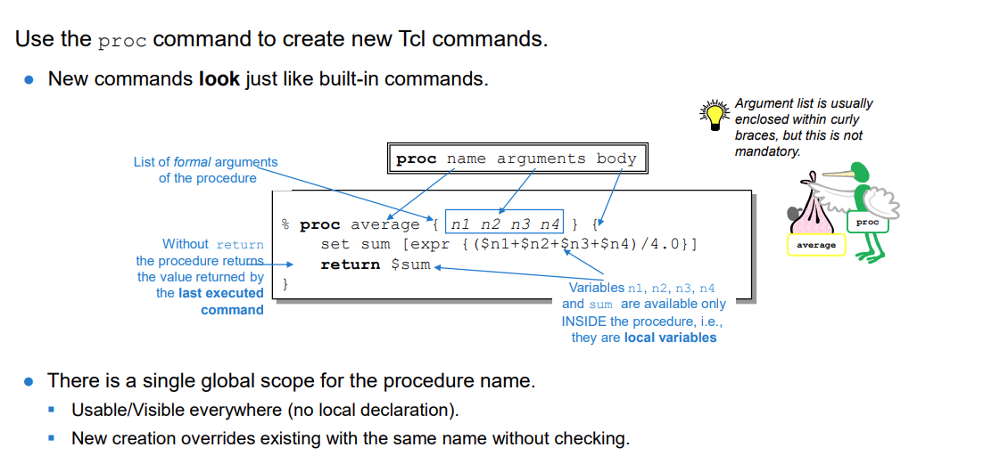 Use the proc command to create new Tcl commands.
● New commands look just like built-in commands.
Argument list is usually
enclosed within curly
braces, but this is not
mandatory.
List of formal arguments
of the procedure
proc name arguments body
% proc average { n1 n2 n3 n4 } {
set sum [expr {($n1+$n2+$n3+$n4)/4.0}]
return $sum
}
Without return
the procedure returns
the value returned by
the last executed
command
Variables n1, n2, n3, n4
and sum are available only
INSIDE the procedure, i.e.,
they are local variables
proc
average
● There is a single global scope for the procedure name.
▪ Usable/Visible everywhere (no local declaration).
▪ New creation overrides existing with the same name without checking.